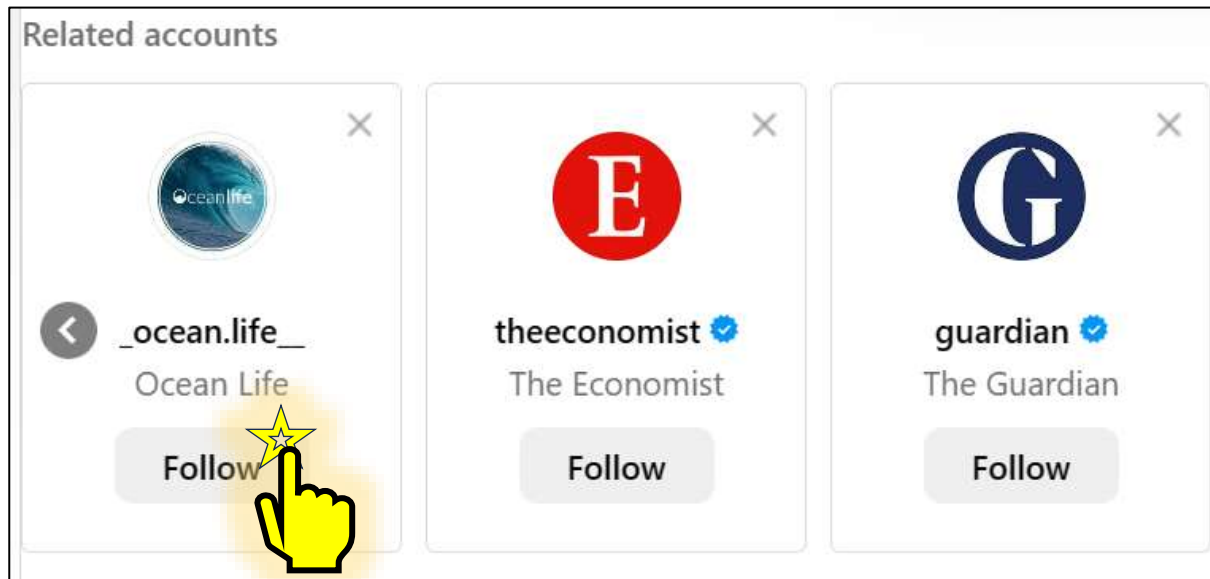 Related accounts
Oceanlife
_ocean.life__
Ocean Life
Follow
E
theeconomist
The Economist
Follow
G
guardian
The Guardian
Follow